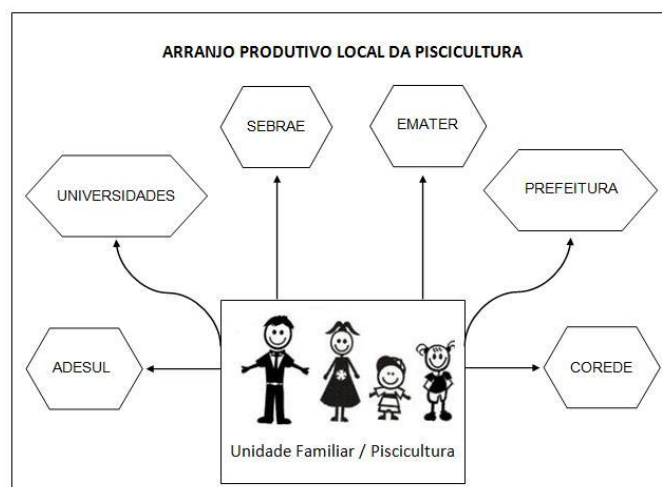 ARRANJO PRODUTIVO LOCAL DA PISCICULTURA
SEBRAE
EMATER
UNIVERSIDADES
PREFEITURA
ADESUL
COREDE
Unidade Familiar / Piscicultura